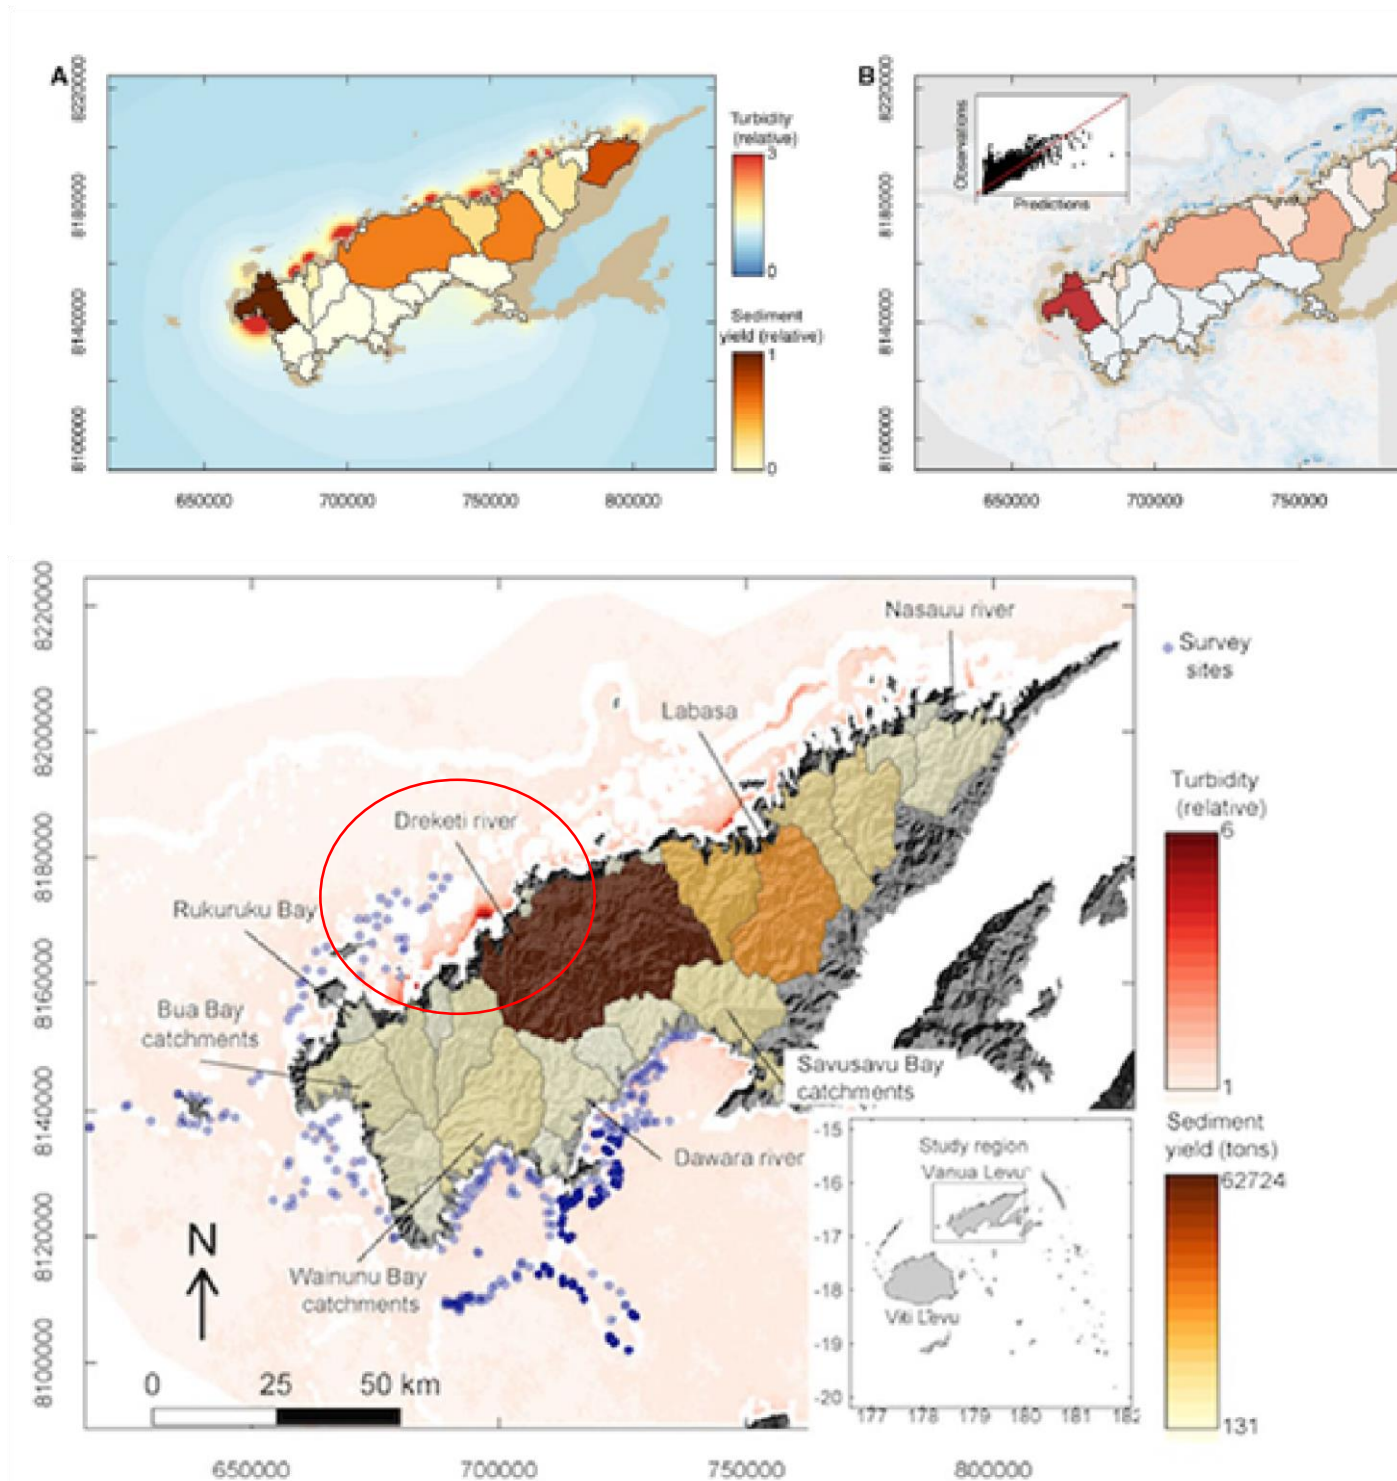 A
8220000
8180000
8140000
8100000
650000
700000
750000
800000
Turbidity
(relative)
3
0
Sediment
yield (relative)
1
0
B
8220000
8180000
8140000
8100000
Observations
Predictions
650000
700000
750000
8220000
8200000
8180000
8160000
8140000
8120000
8100000
Nasauu river
Labasa
Dreketi river
Rukuruku Bay
Bua Bay
catchments
Savusavu Bay
catchments
Dawara river
Wainunu Bay
catchments
N
0 25 50 km
650000
700000
750000
800000
Survey
sites
Turbidity
(relative)
6
1
Sediment
yield (tons)
62724
131
Study region
Vanua Levu
Viti Levu
-15
-16
-17
-18
-19
-20
177 178 179 180 181 182